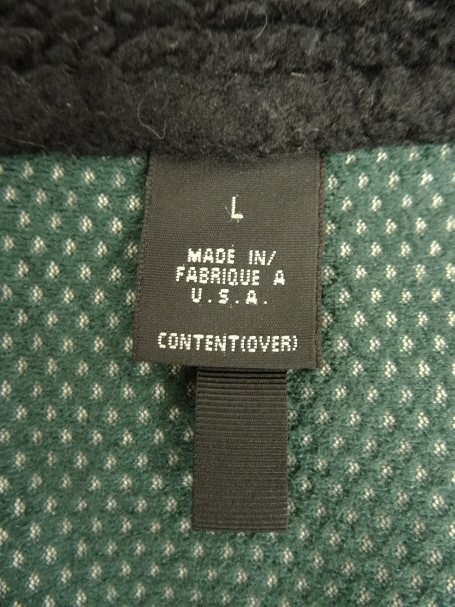 L
MADE IN/
FABRIQUE A
U.S.A.
CONTENT(OVER)